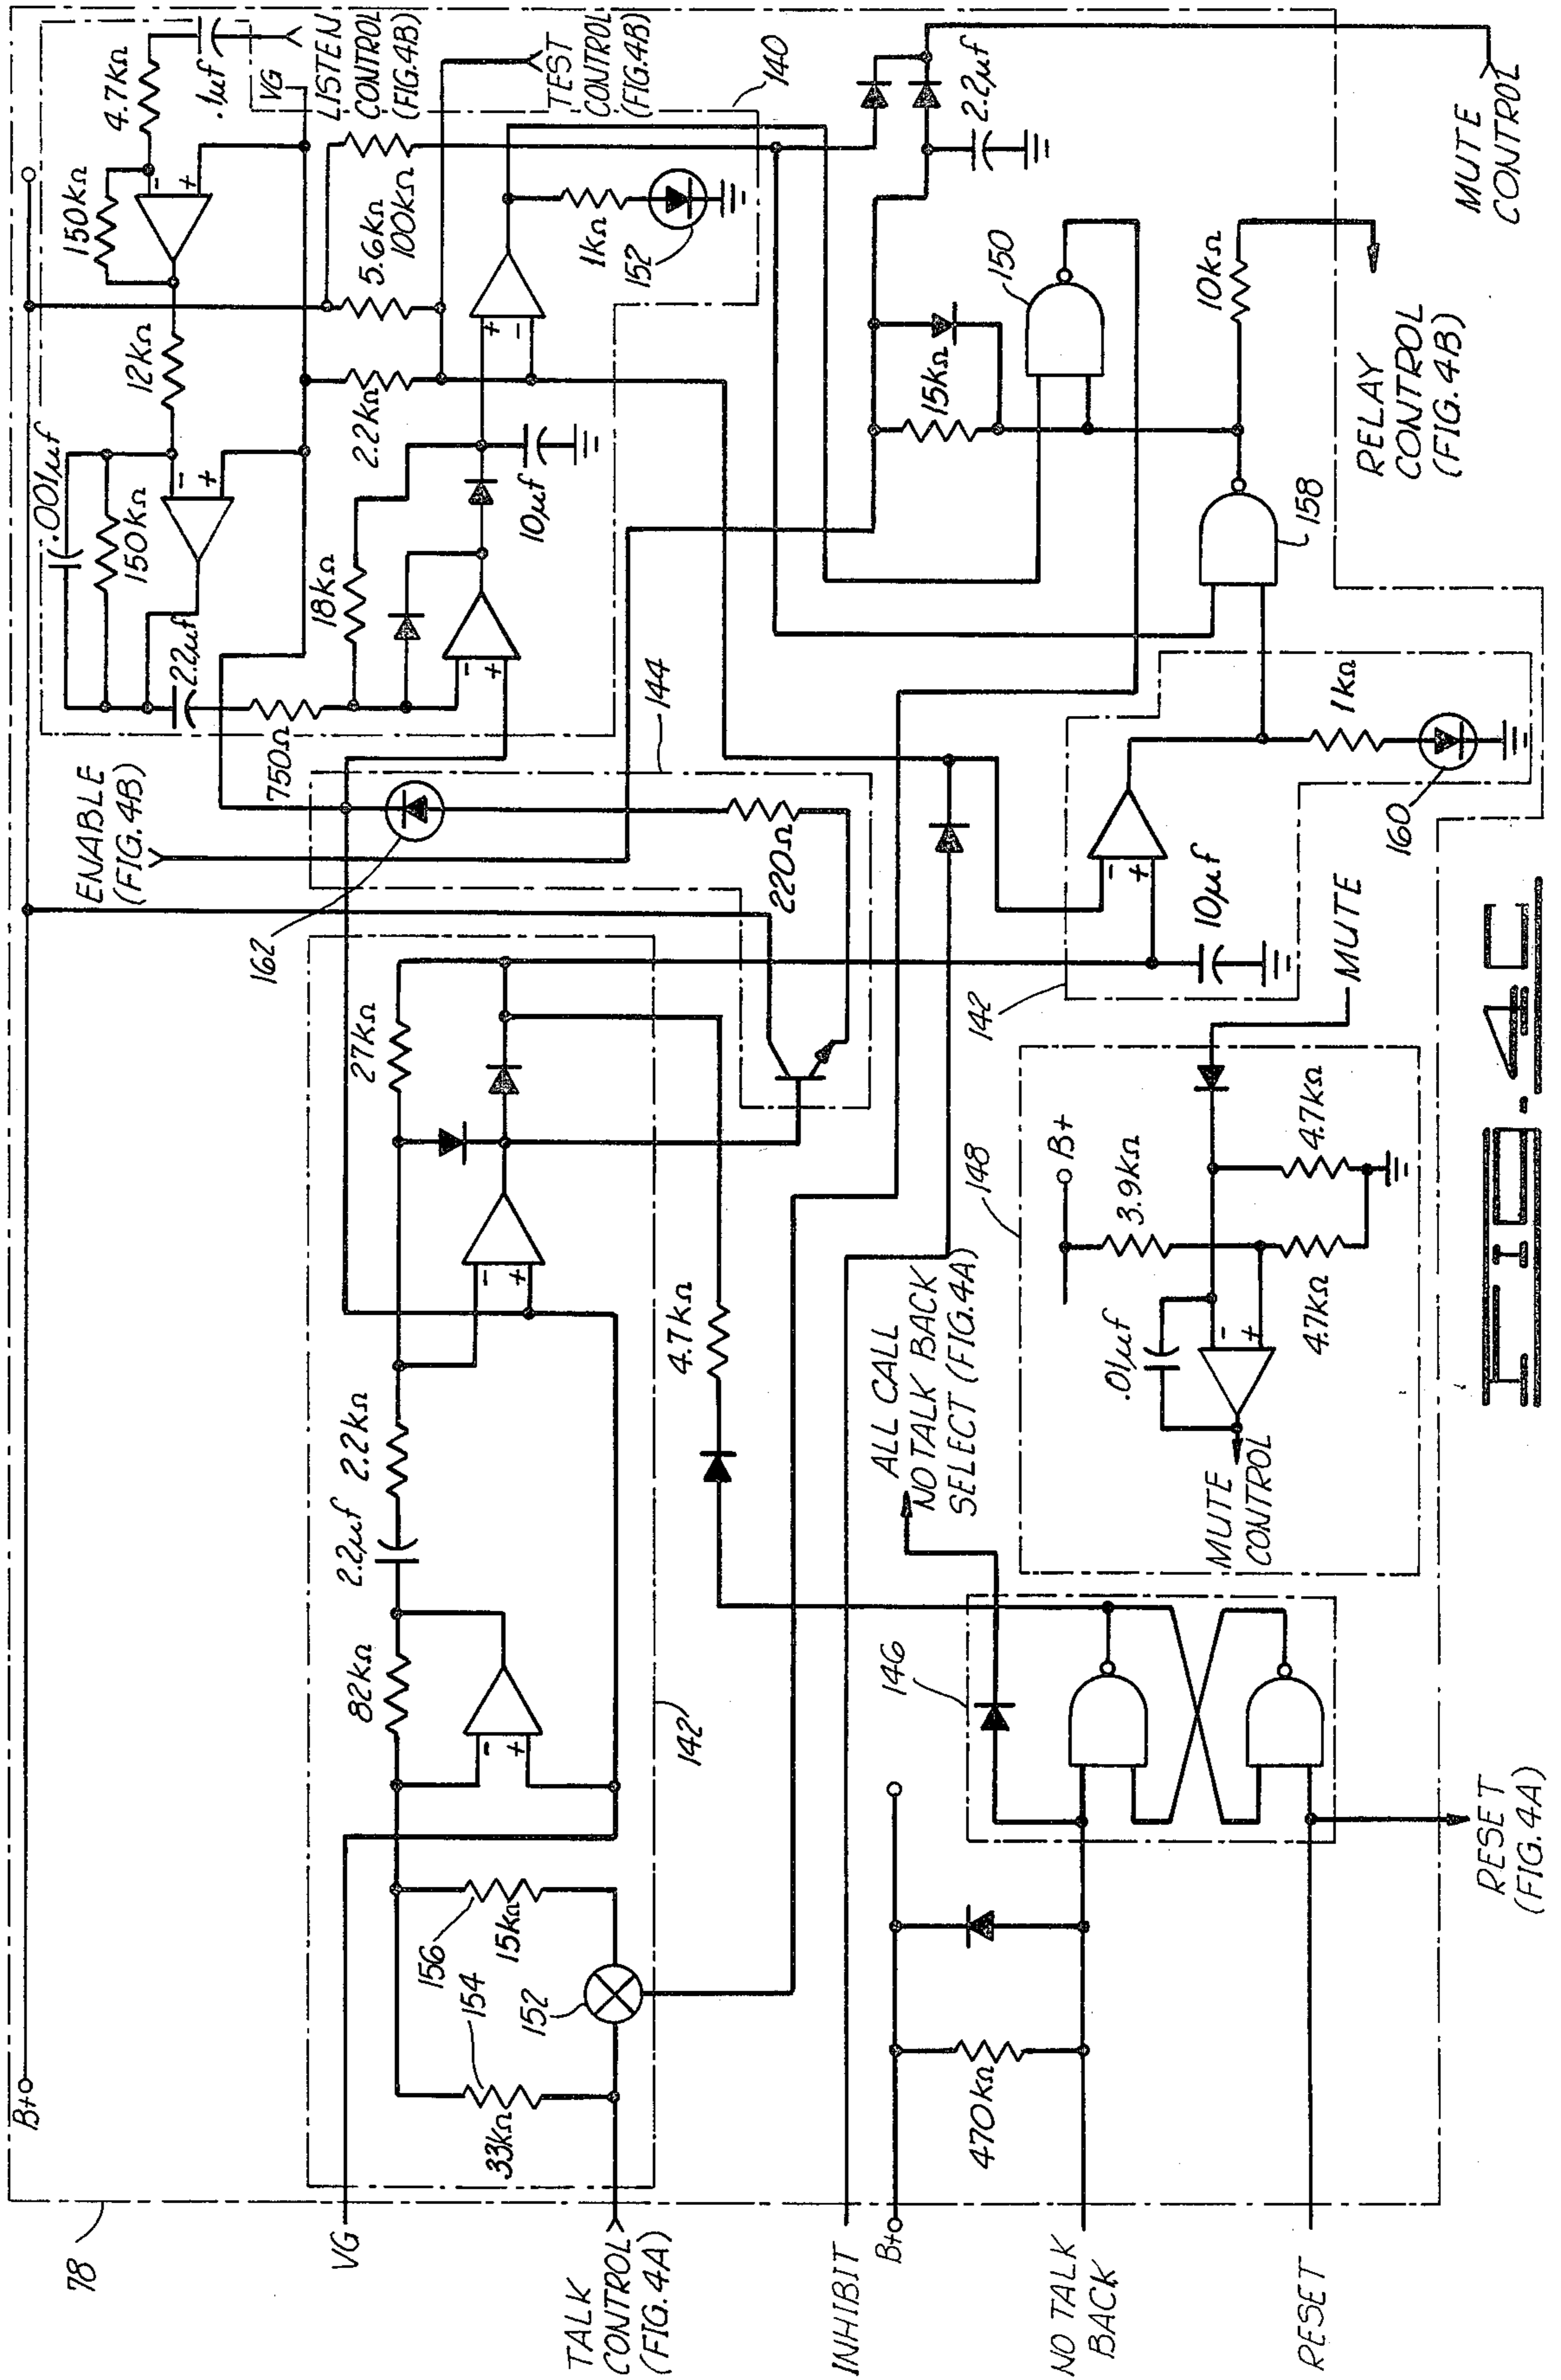 78
B+
VG
TALK
CONTROL
(FIG.4A)
INHIBIT
B+
NO TALK
BACK
RESET
33KΩ
154
156
15KΩ
152
82KΩ
2.2µf
2.2KΩ
27KΩ
-
+
-
+
142
470KΩ
146
RESET
(FIG.4A)
ALL CALL
NO TALK BACK
SELECT (FIG.4A)
4.7KΩ
162
ENABLE
(FIG.4B)
144
220Ω
148
B+
3.9KΩ
4.7KΩ
4.7KΩ
.01µf
-
+
MUTE
CONTROL
MUTE
142
10µf
-
+
1KΩ
160
750Ω
2.2µf
150KΩ
.001µf
-
+
12KΩ
150KΩ
-
+
4.7KΩ
.1µf
VG
LISTEN
CONTROL
(FIG.4B)
TEST
CONTROL
(FIG.4B)
140
18KΩ
-
+
10µf
2.2KΩ
5.6KΩ
100KΩ
+
-
1KΩ
152
2.2µf
15KΩ
150
158
10KΩ
RELAY
CONTROL
(FIG.4B)
MUTE
CONTROL
FIG. 4C